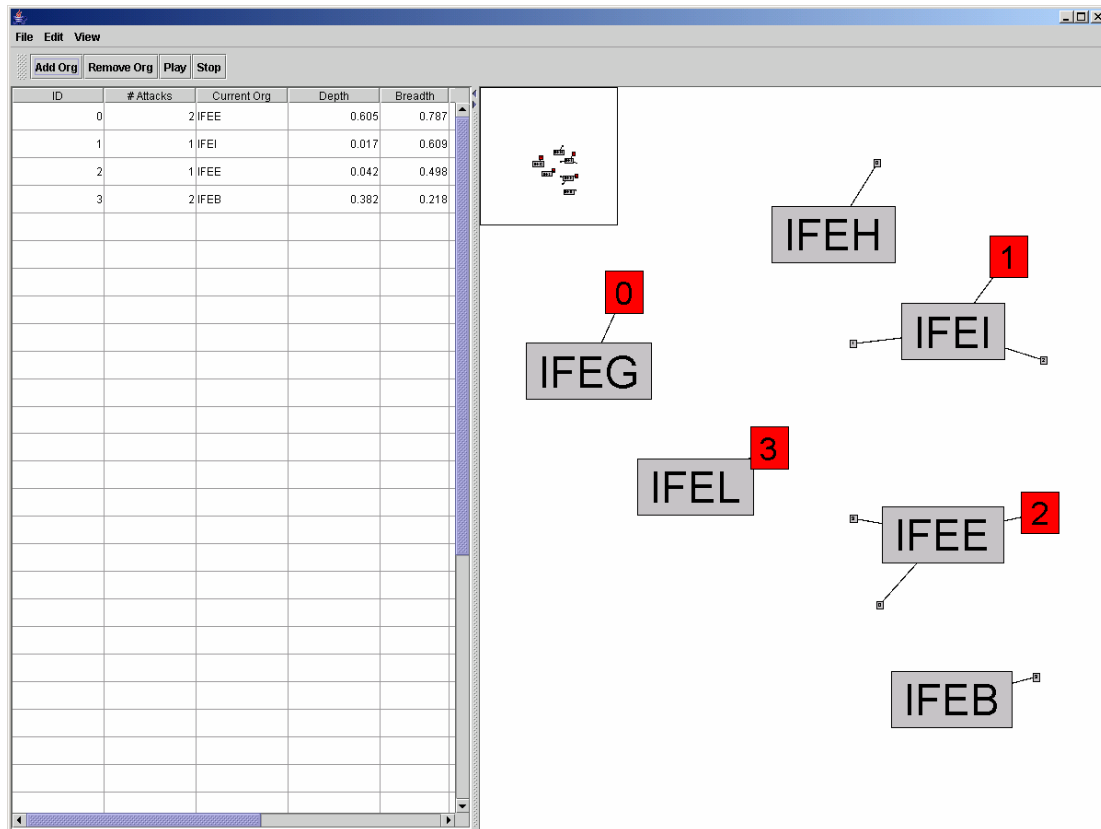 File Edit View
Add Org Remove Org Play Stop
ID # Attacks Current Org Depth Breadth
0 2 IFEE 0.605 0.787
1 1 IFEI 0.017 0.609
2 1 IFEE 0.042 0.498
3 2 IFEB 0.382 0.218
IFEH
1
0
IFEI
IFEG
3
IFEL
2
IFEE
IFEB